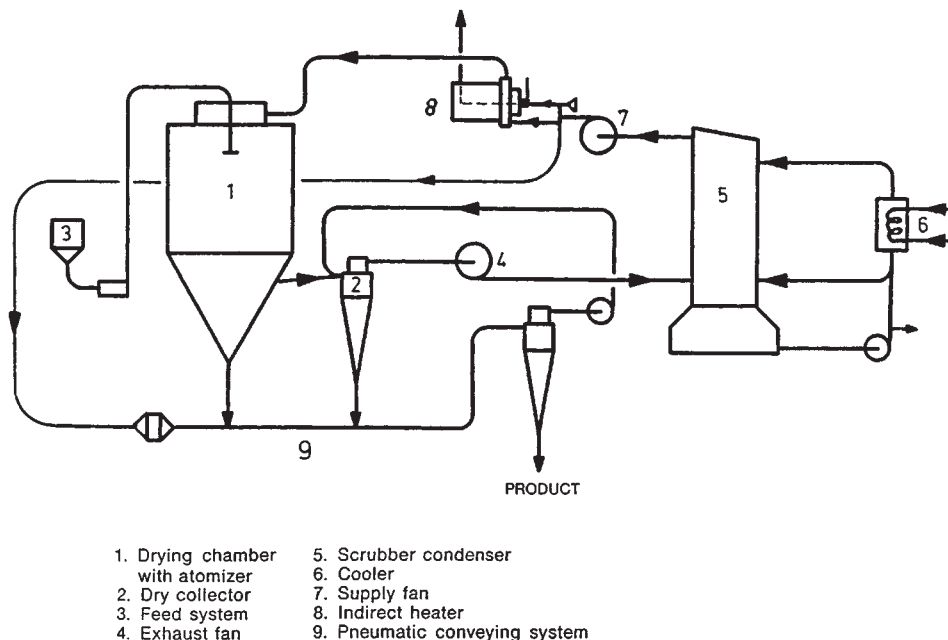 8
7
1
5
3
6
4
2
9
PRODUCT
1. Drying chamber
with atomizer
2. Dry collector
3. Feed system
4. Exhaust fan
5. Scrubber condenser
6. Cooler
7. Supply fan
8. Indirect heater
9. Pneumatic conveying system